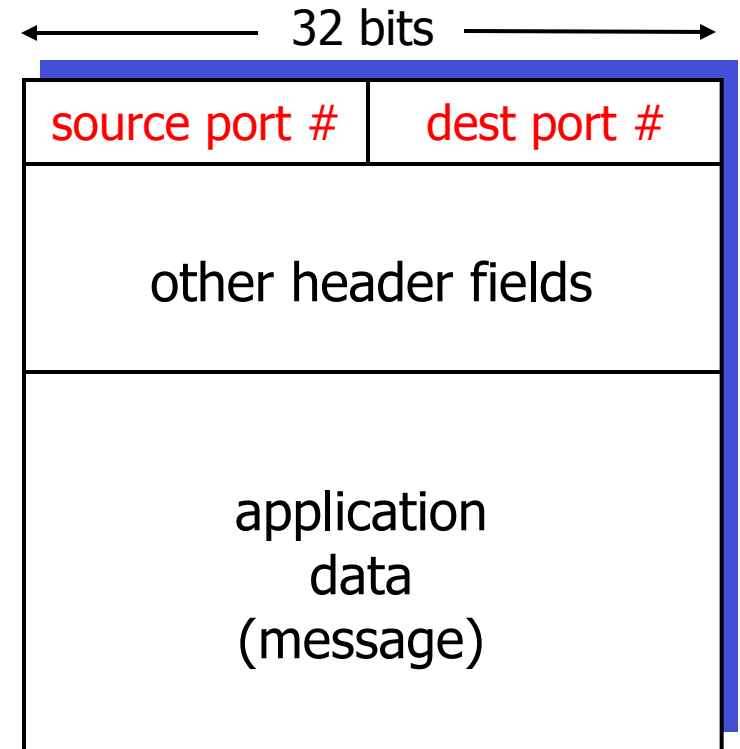 32 bits
source port # dest port #
other header fields
application
data
(message)